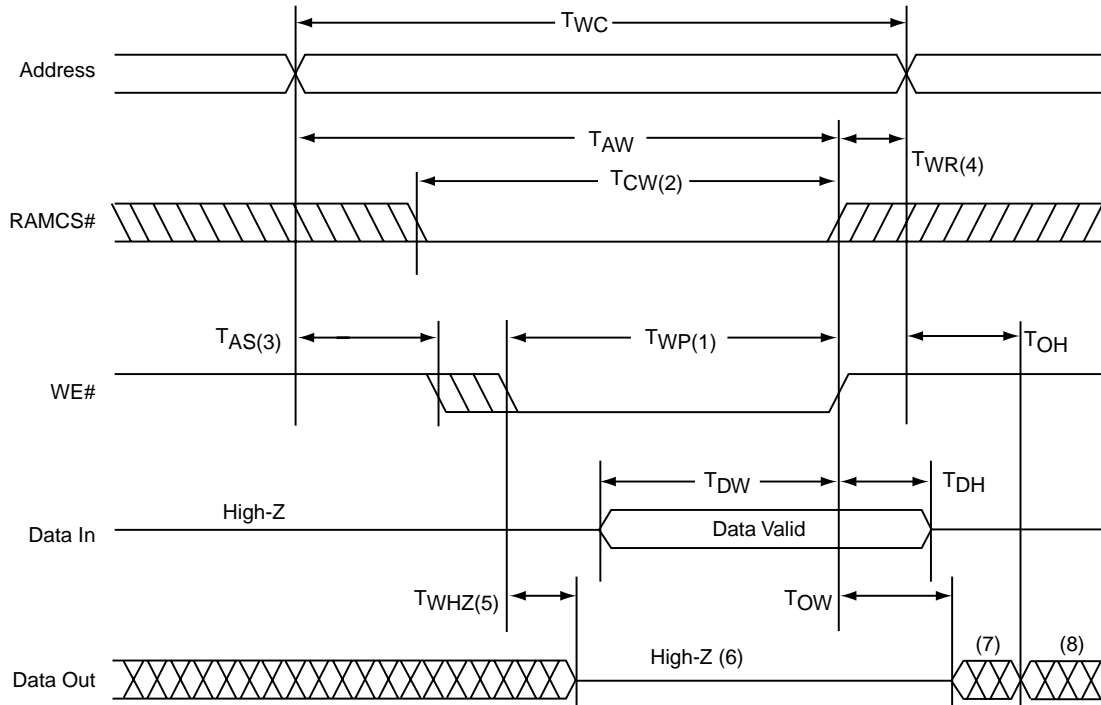 TWC
Address
TAW
TWR(4)
TCW(2)
RAMCS#
TAS(3)
TWP(1)
TOH
WE#
TDW
TDH
High-Z
Data In
Data Valid
TWHZ(5)
TOW
High-Z (6)
(7)
(8)
Data Out